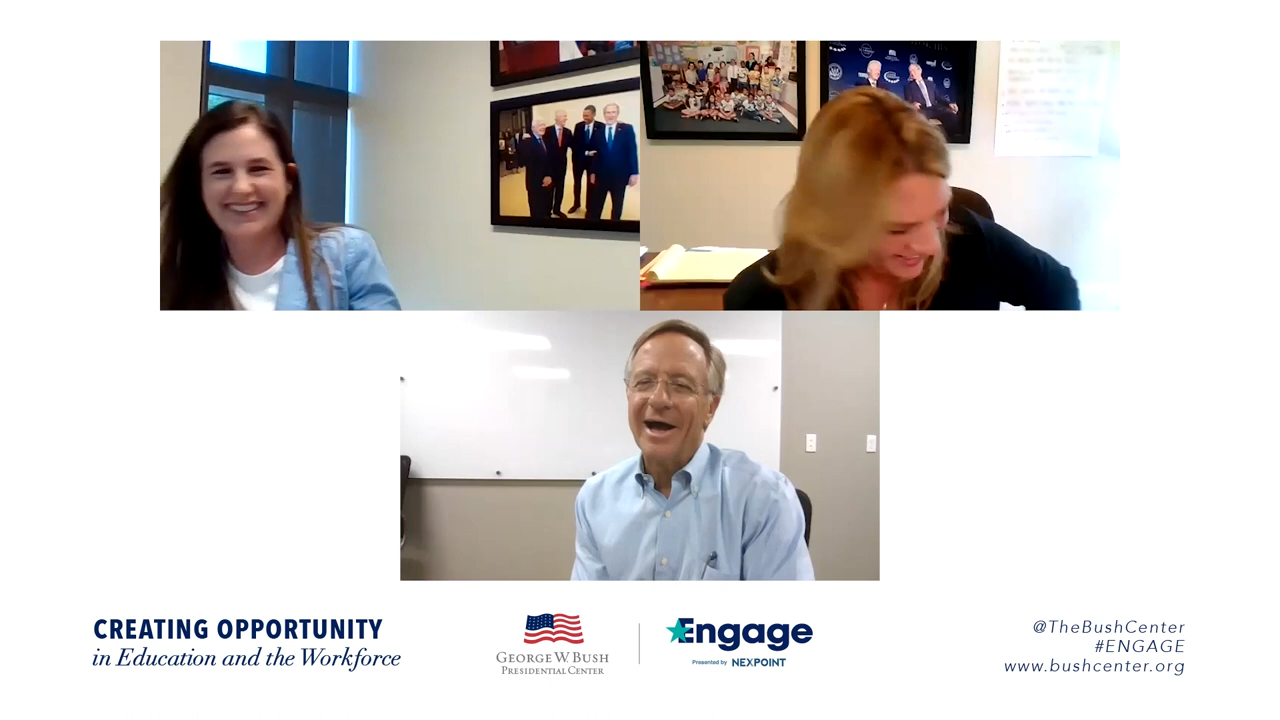 CREATING OPPORTUNITY
in Education and the Workforce
GEORGE W. BUSH
PRESIDENTIAL CENTER
Engage
Presented by NEXPOINT
@TheBushCenter
#ENGAGE
www.bushcenter.org